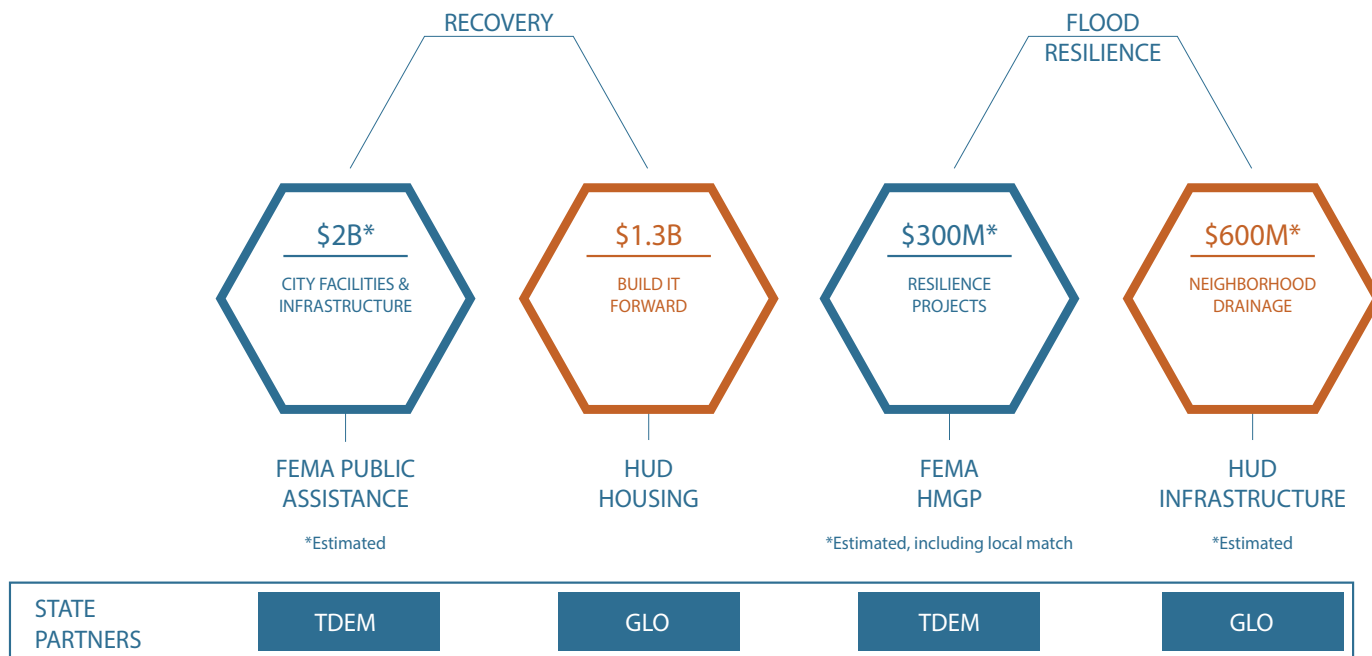 RECOVERY
FLOOD
RESILIENCE
$2B*
CITY FACILITIES &
INFRASTRUCTURE
$1.3B
BUILD IT
FORWARD
$300M*
RESILIENCE
PROJECTS
$600M*
NEIGHBORHOOD
DRAINAGE
FEMA PUBLIC
ASSISTANCE
*Estimated
HUD
HOUSING
FEMA
HMGP
*Estimated, including local match
HUD
INFRASTRUCTURE
*Estimated
STATE
PARTNERS
TDEM
GLO
TDEM
GLO